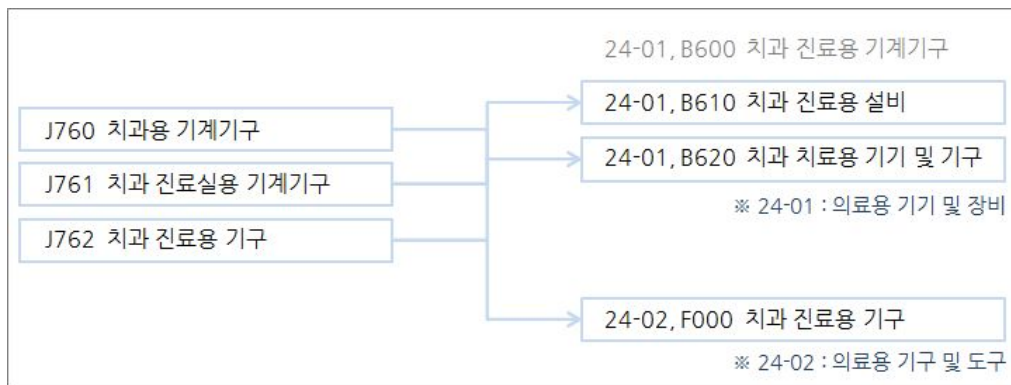 24-01, B600 치과 진료용 기계기구
J760 치과용 기계기구
J761 치과 진료실용 기계기구
J762 치과 진료용 기구
24-01, B610 치과 진료용 설비
24-01, B620 치과 치료용 기기 및 기구
※ 24-01 : 의료용 기기 및 장비
24-02, F000 치과 진료용 기구
※ 24-02 : 의료용 기구 및 도구